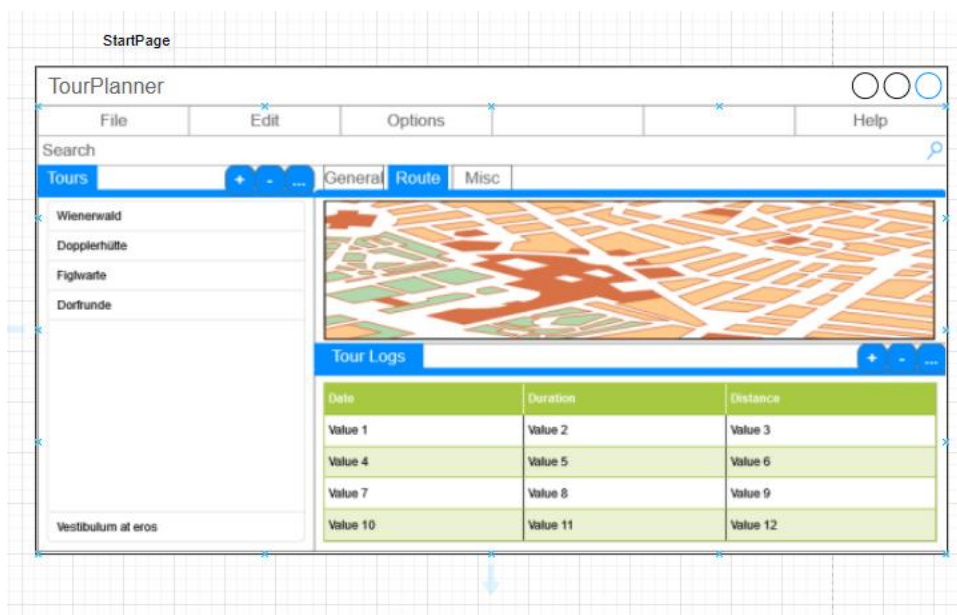 StartPage
TourPlanner
File Edit Options Help
Search
Tours + - ... General Route Misc
Wienerwald
Dopplerhütte
Figlwarte
Dorfrunde
Vestibulum at eros
Tour Logs + - ...
Date Duration Distance
Value 1 Value 2 Value 3
Value 4 Value 5 Value 6
Value 7 Value 8 Value 9
Value 10 Value 11 Value 12